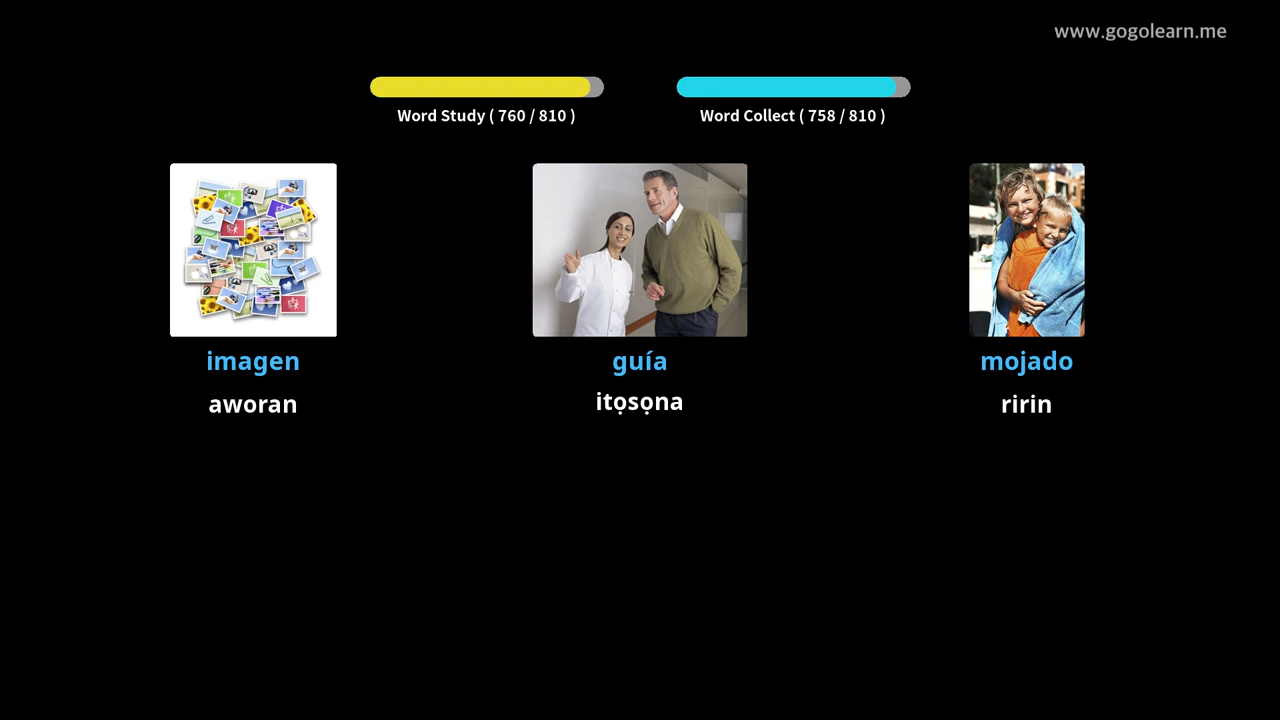 www.gogolearn.me
Word Study ( 760 / 810 )
Word Collect ( 758 / 810 )
imagen
guía
mojado
aworan
itọsọna
ririn